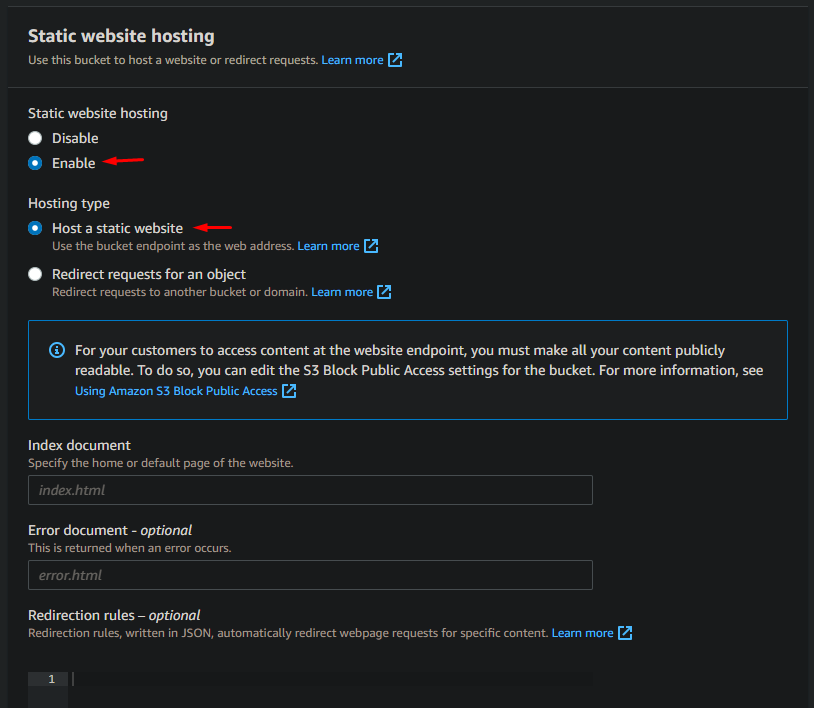 Static website hosting
Use this bucket to host a website or redirect requests. Learn more
Static website hosting
Disable
Enable
Hosting type
Host a static website
Use the bucket endpoint as the web address. Learn more
Redirect requests for an object
Redirect requests to another bucket or domain. Learn more
For your customers to access content at the website endpoint, you must make all your content publicly
readable. To do so, you can edit the S3 Block Public Access settings for the bucket. For more information, see
Using Amazon S3 Block Public Access
Index document
Specify the home or default page of the website.
index.html
Error document - optional
This is returned when an error occurs.
error.html
Redirection rules – optional
Redirection rules, written in JSON, automatically redirect webpage requests for specific content. Learn more
1